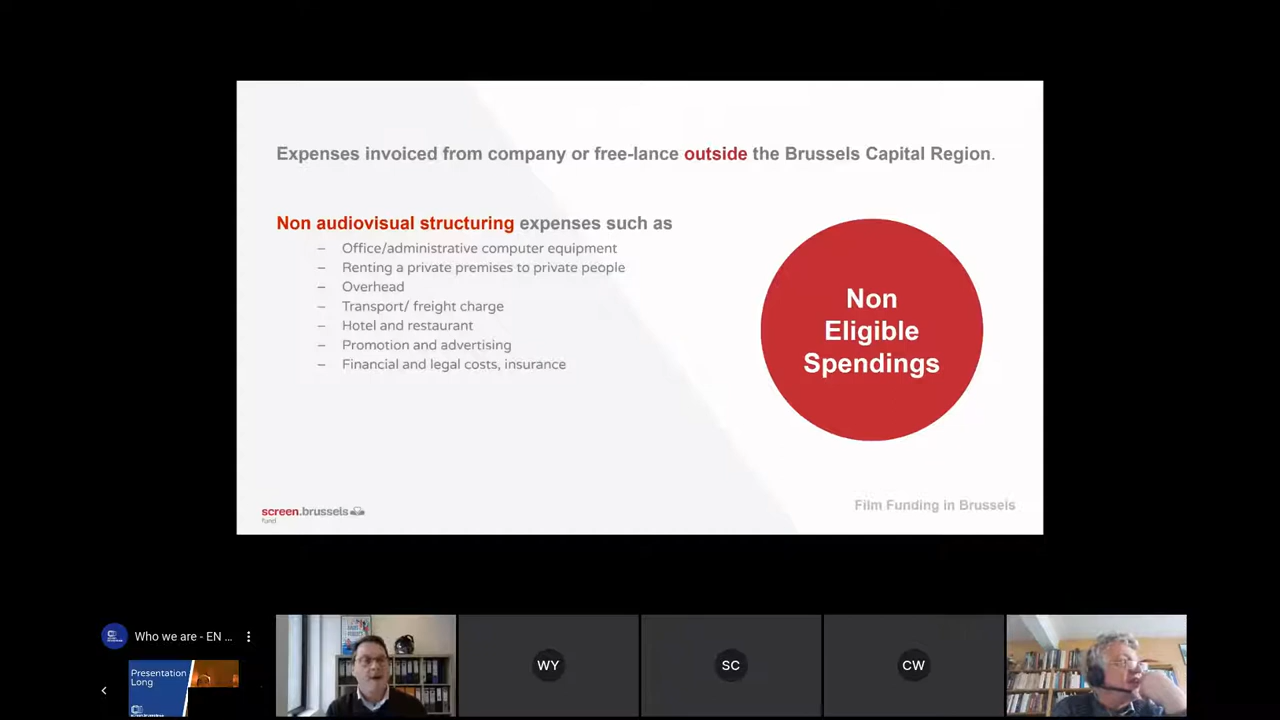 Expenses invoiced from company or free-lance outside the Brussels Capital Region.
Non audiovisual structuring expenses such as
– Office/administrative computer equipment
– Renting a private premises to private people
– Overhead
– Transport/ freight charge
– Hotel and restaurant
– Promotion and advertising
– Financial and legal costs, insurance
Non
Eligible
Spendings
screen.brussels
fund
Film Funding in Brussels
Who we are - EN ...
Presentation
Long
WY
SC
CW